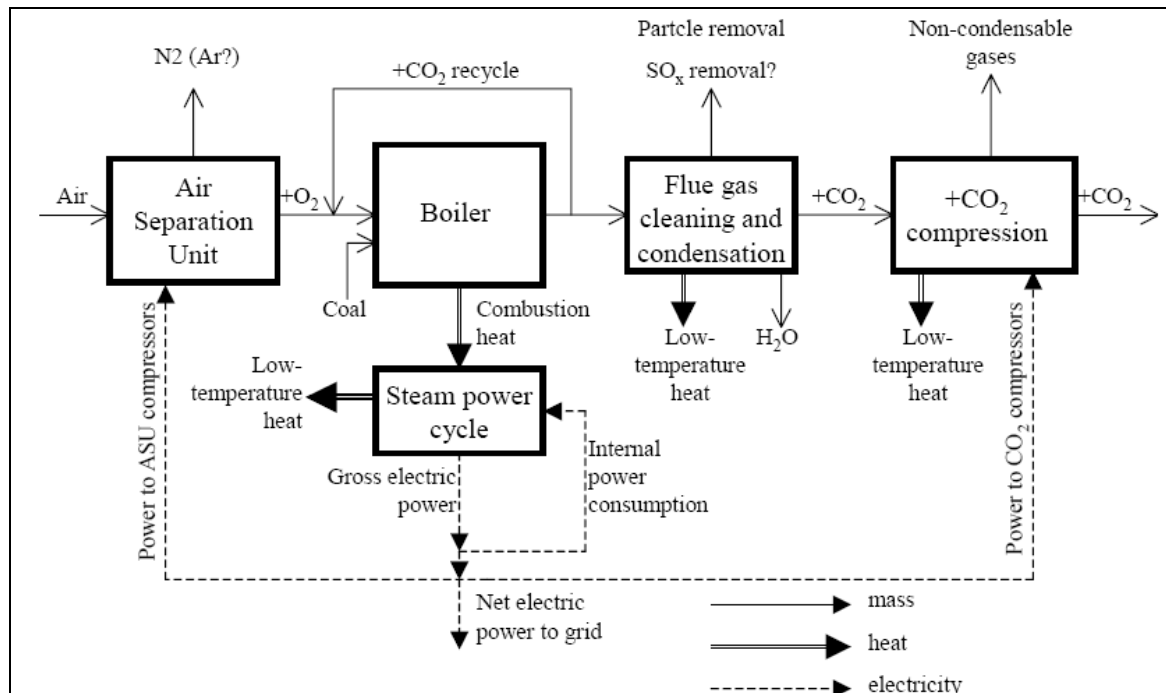 N2 (Ar?)
Partcle removal
SOₓ removal?
Non-condensable
gases
+CO₂ recycle
Air
Air
Separation
Unit
+O₂
Boiler
Flue gas
cleaning and
condensation
+CO₂
+CO₂
compression
+CO₂
Coal
Combustion
heat
Low-
temperature
heat
H₂O
Low-
temperature
heat
Low-
temperature
heat
Steam power
cycle
Power to ASU compressors
Gross electric
power
Internal
power
consumption
Power to CO₂ compressors
Net electric
power to grid
mass
heat
electricity